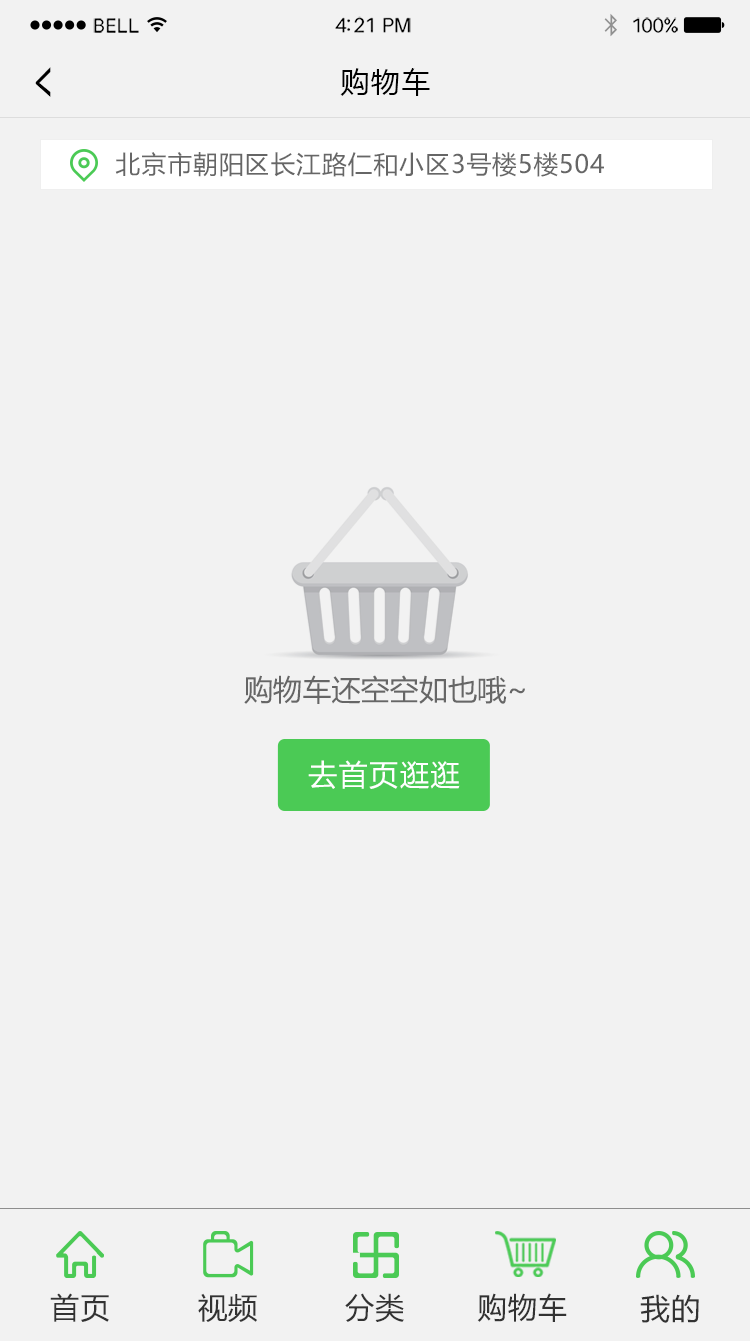 BELL 4:21 PM 100%
购物车
北京市朝阳区长江路仁和小区3号楼5楼504
购物车还空空如也哦~
去首页逛逛
首页 视频 分类 购物车 我的